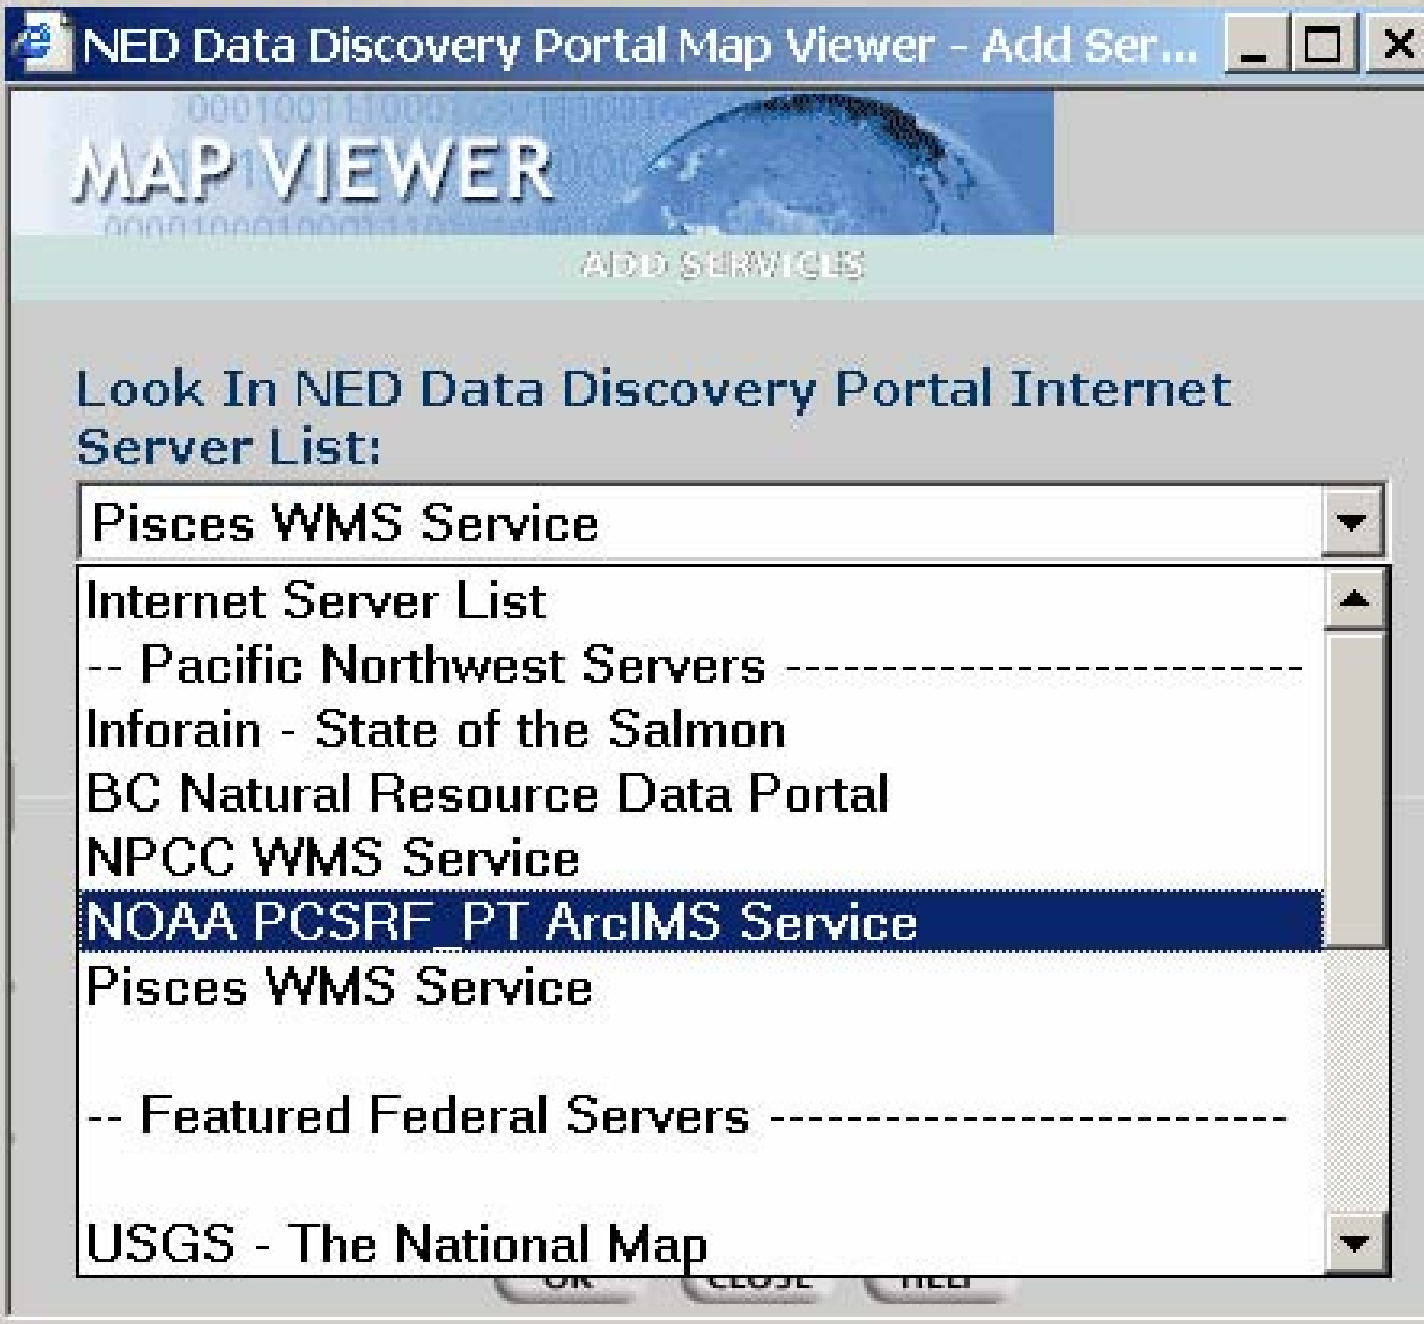 NED Data Discovery Portal Map Viewer - Add Ser...
MAP VIEWER
ADD SERVICES
Look In NED Data Discovery Portal Internet
Server List:
Pisces WMS Service
Internet Server List
-- Pacific Northwest Servers --------------------------
Inforain - State of the Salmon
BC Natural Resource Data Portal
NPCC WMS Service
NOAA PCSRF_PT ArcIMS Service
Pisces WMS Service
-- Featured Federal Servers --------------------------
USGS - The National Map
OK CLOSE HELP